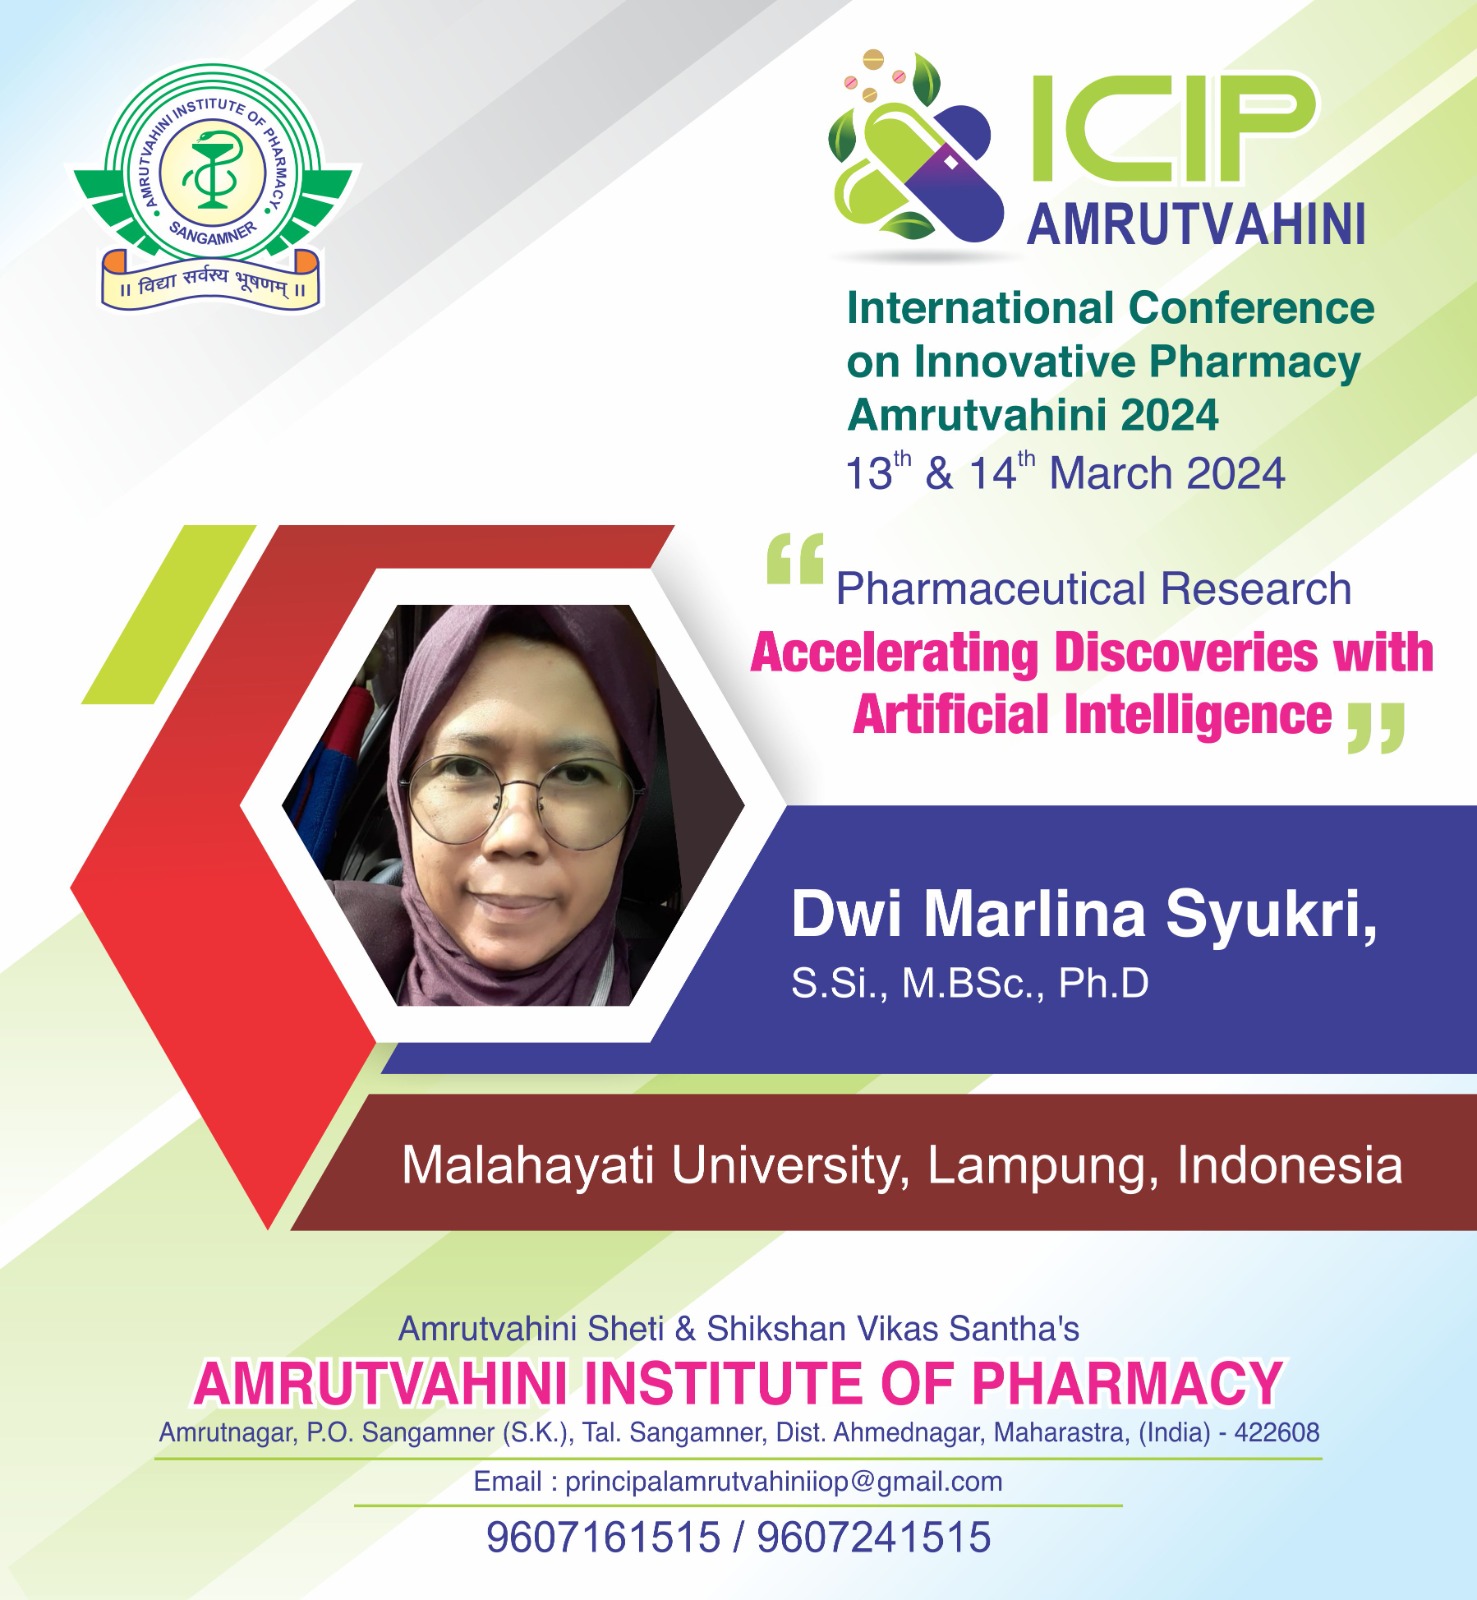 AMRUTVAHINI INSTITUTE OF PHARMACY
SANGAMNER
॥ विद्या सर्वस्य भूषणम् ॥
ICIP
AMRUTVAHINI
International Conference
on Innovative Pharmacy
Amrutvahini 2024
13th & 14th March 2024
“Pharmaceutical Research
Accelerating Discoveries with
Artificial Intelligence”
Dwi Marlina Syukri,
S.Si., M.BSc., Ph.D
Malahayati University, Lampung, Indonesia
Amrutvahini Sheti & Shikshan Vikas Santha's
AMRUTVAHINI INSTITUTE OF PHARMACY
Amrutnagar, P.O. Sangamner (S.K.), Tal. Sangamner, Dist. Ahmednagar, Maharastra, (India) - 422608
Email : principalamrutvahiniiop@gmail.com
9607161515 / 9607241515